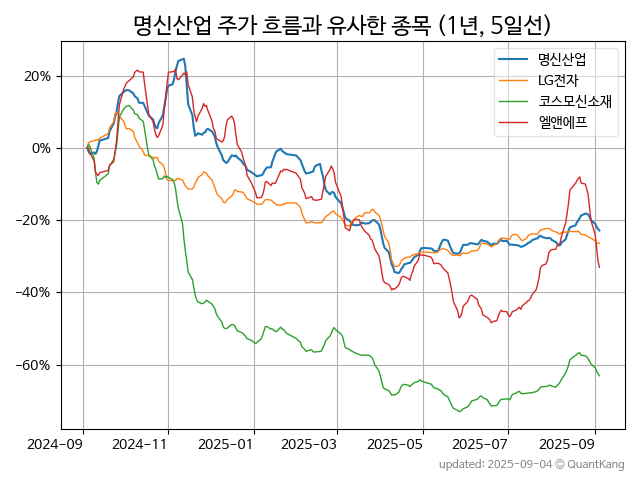 명신산업 주가 흐름과 유사한 종목 (1년, 5일선)
명신산업
LG전자
코스모신소재
엘앤에프
20%
0%
−20%
−40%
−60%
2024−09
2024−11
2025−01
2025−03
2025−05
2025−07
2025−09
updated: 2025-09-04 © QuantKang